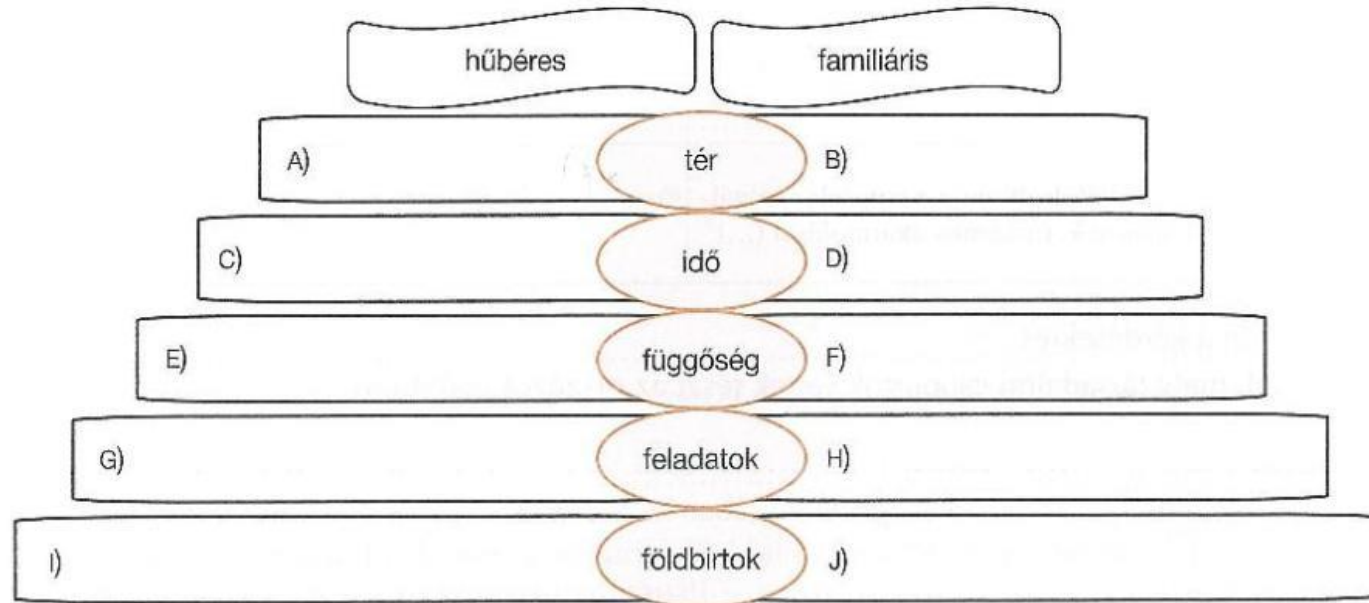 hűbéres familiáris
A) tér B)
C) idő D)
E) függőség F)
G) feladatok H)
I) földbirtok J)